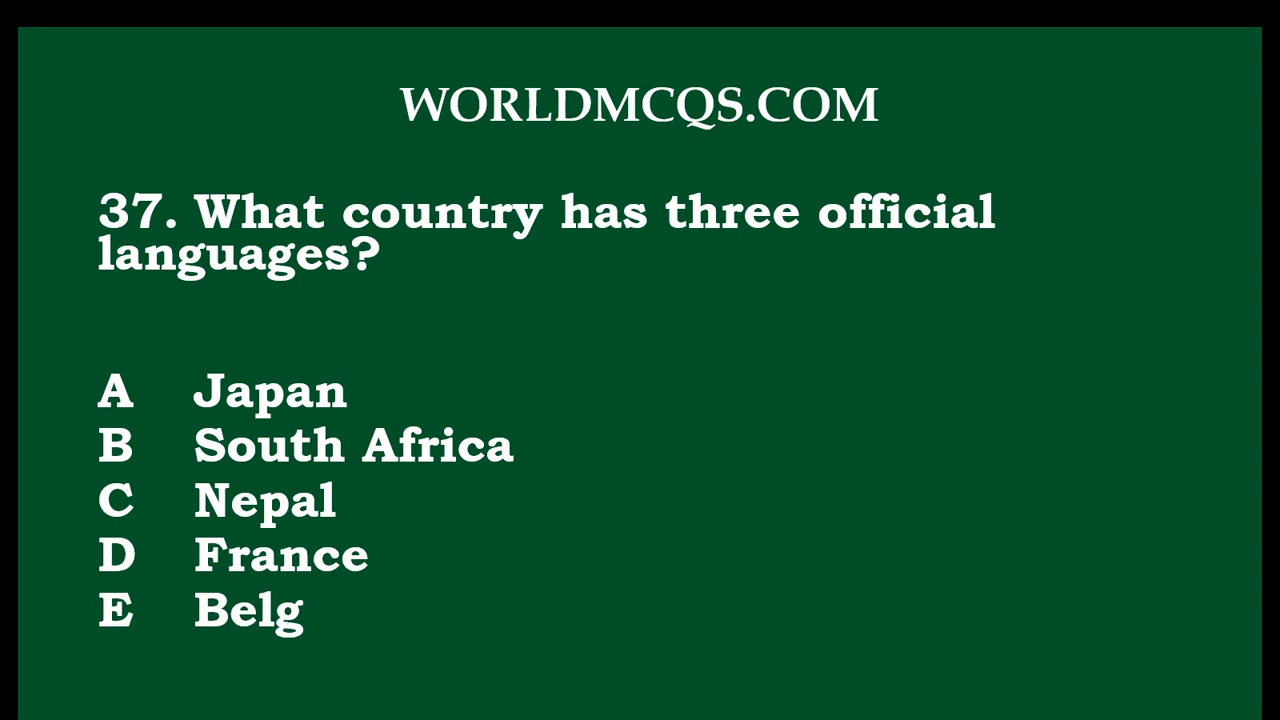 WORLDMCQS.COM
37. What country has three official
languages?
A Japan
B South Africa
C Nepal
D France
E Belg